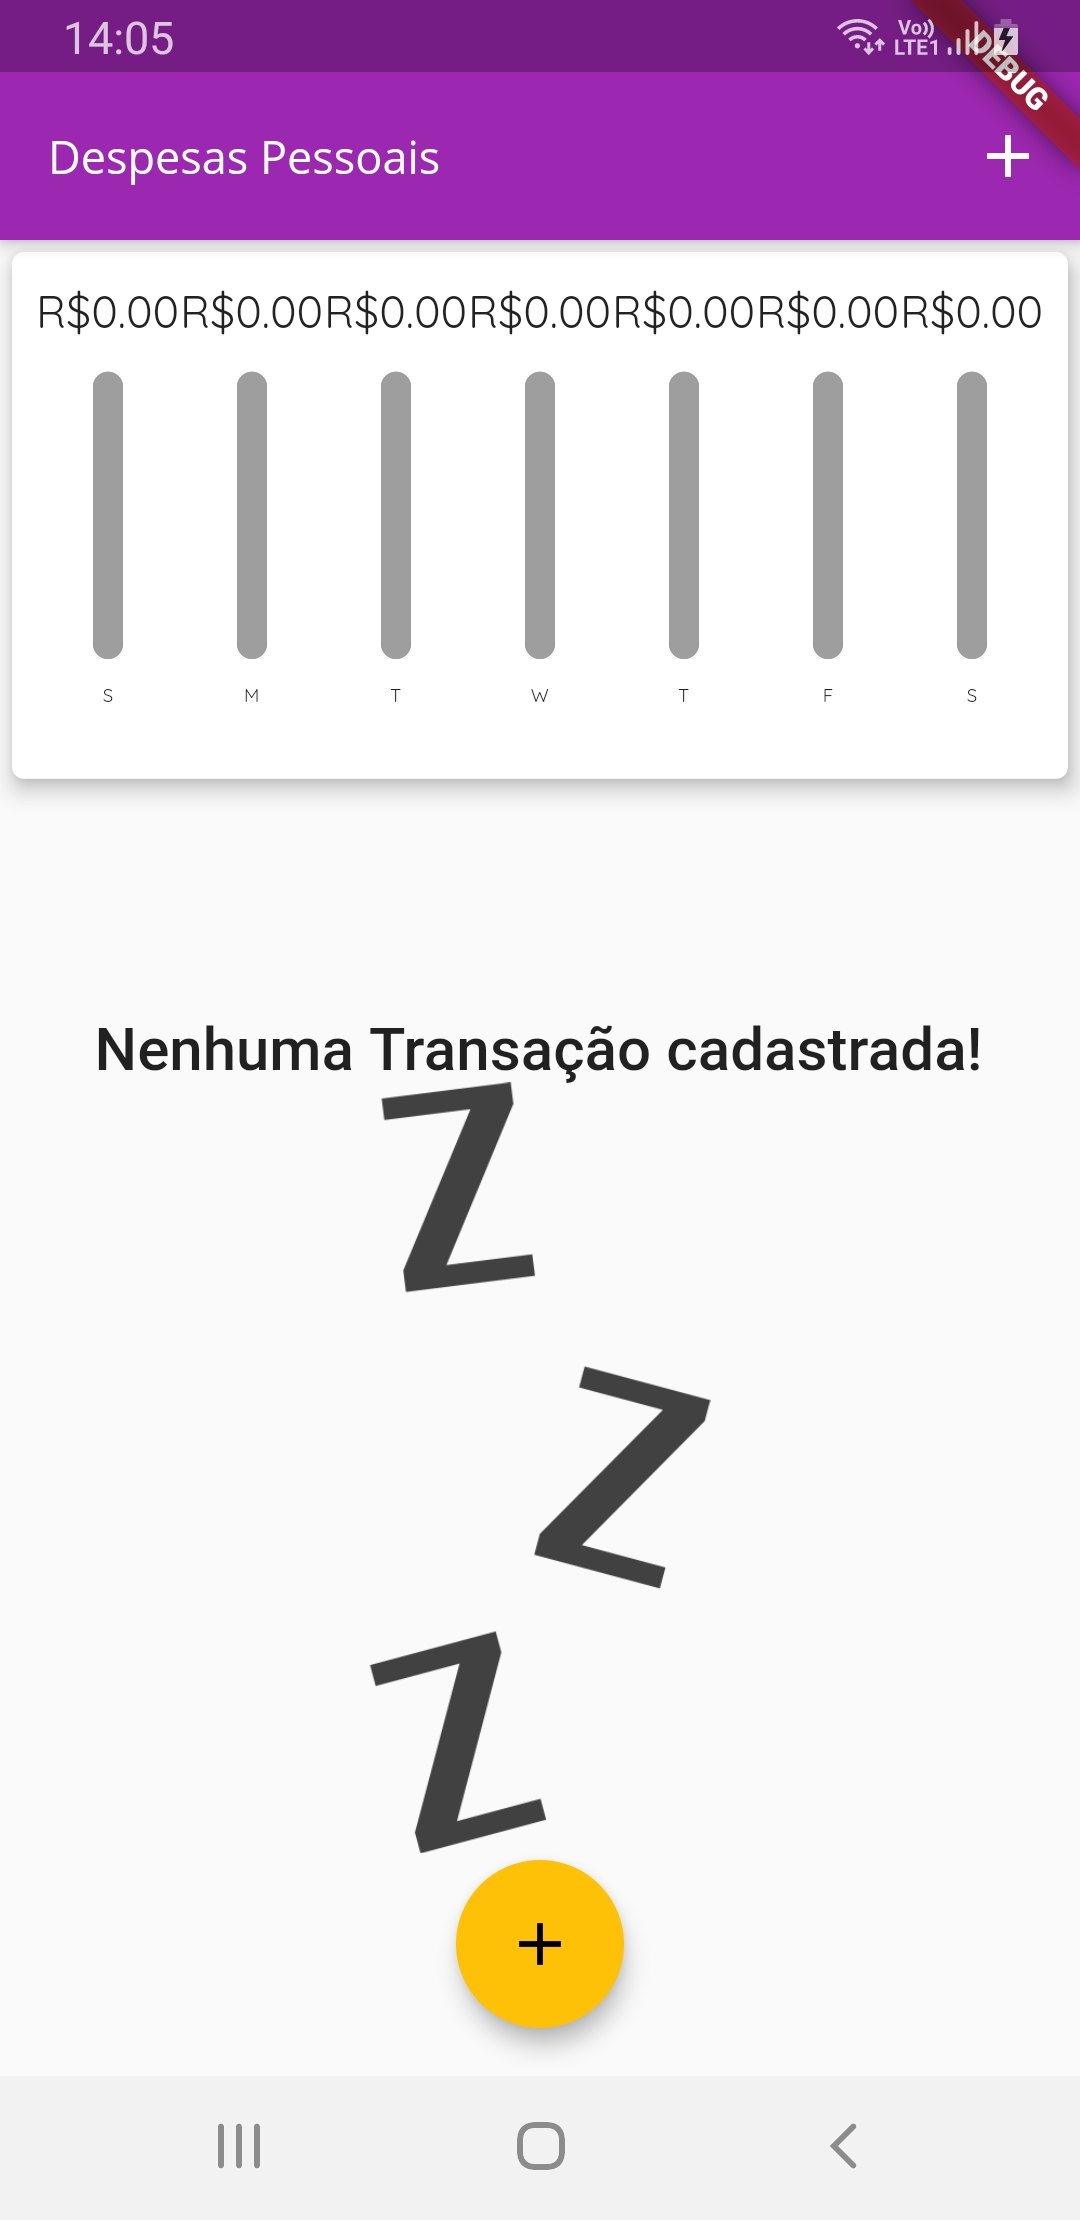 14:05
Vo)) LTE1
DEBUG
Despesas Pessoais
R$0.00R$0.00R$0.00R$0.00R$0.00R$0.00R$0.00
S M T W T F S
Nenhuma Transação cadastrada!
Z
Z
Z